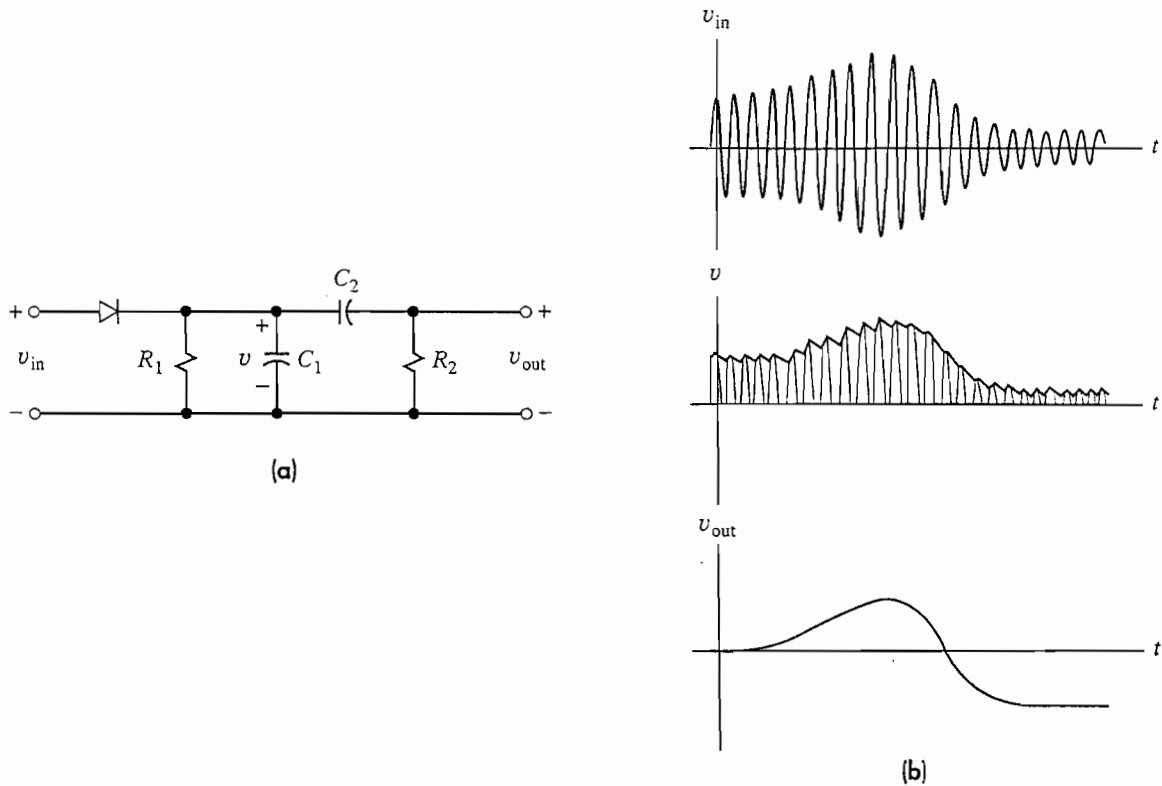 C₂
+
+
+
v_in
R₁
v
C₁
R₂
v_out
−
−
−
(a)
v_in
t
v
t
v_out
t
(b)